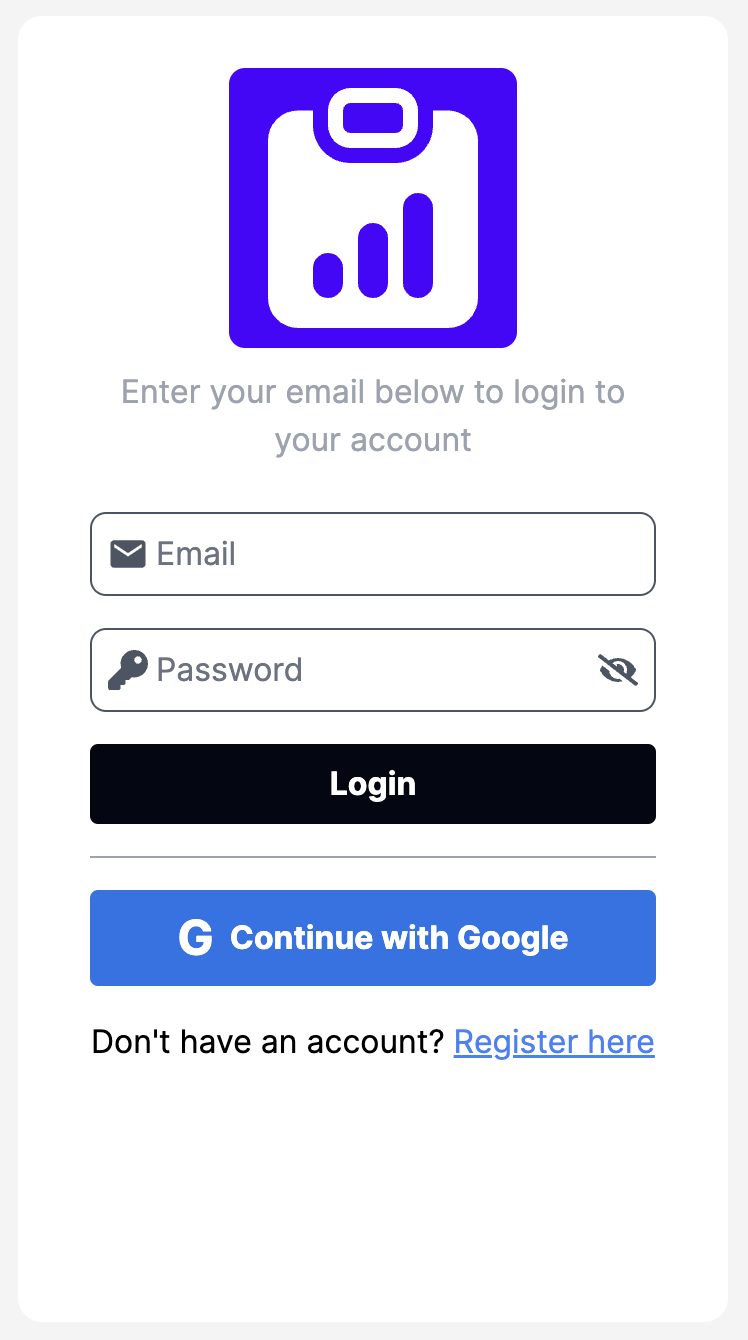 Enter your email below to login to
your account
Email
Password
Login
G Continue with Google
Don't have an account? Register here